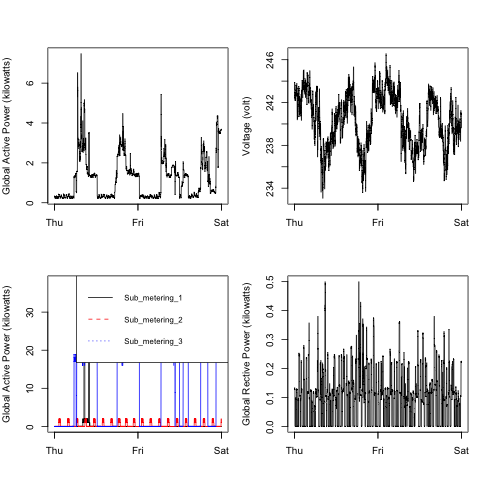 Global Active Power (kilowatts)
0 2 4 6
Thu Fri Sat
Voltage (volt)
234 238 242 246
Thu Fri Sat
Global Active Power (kilowatts)
0 10 20 30
Sub_metering_1
Sub_metering_2
Sub_metering_3
Thu Fri Sat
Global Rective Power (kilowatts)
0.0 0.1 0.2 0.3 0.4 0.5
Thu Fri Sat